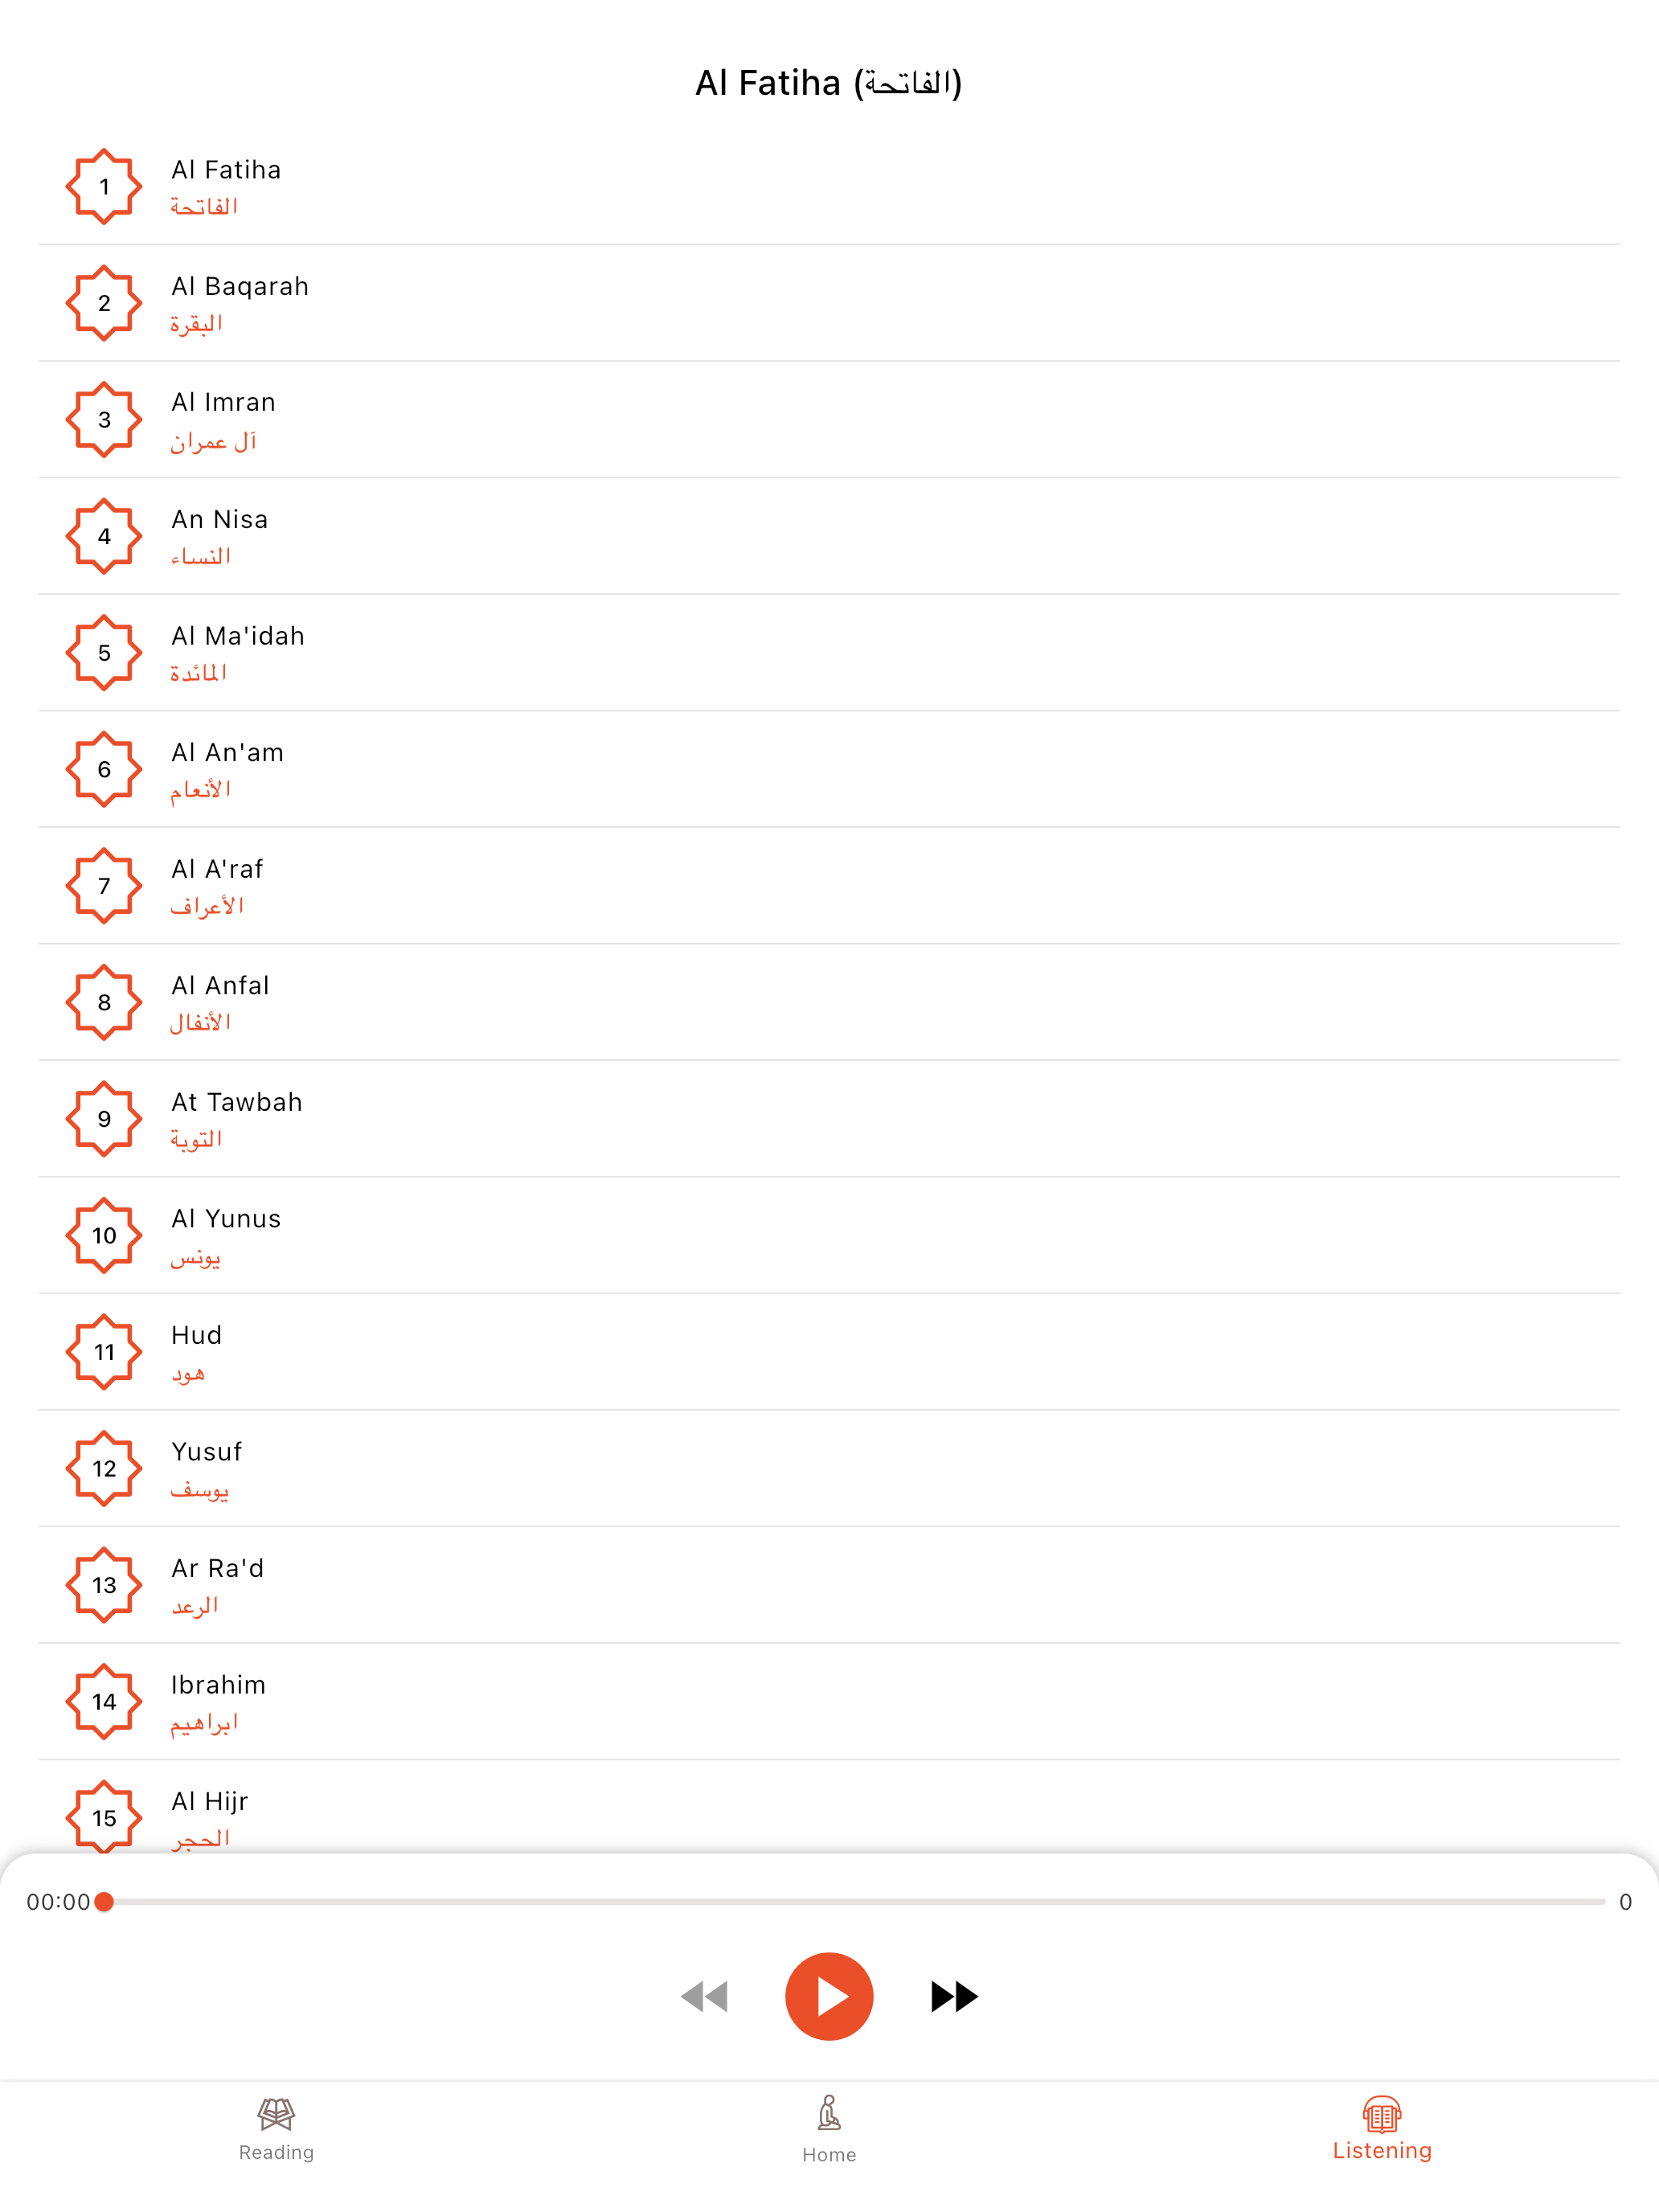 Al Fatiha (الفاتحة)
1
Al Fatiha
الفاتحة
2
Al Baqarah
البقرة
3
Al Imran
آل عمران
4
An Nisa
النساء
5
Al Ma'idah
المائدة
6
Al An'am
الأنعام
7
Al A'raf
الأعراف
8
Al Anfal
الأنفال
9
At Tawbah
التوبة
10
Al Yunus
يونس
11
Hud
هود
12
Yusuf
يوسف
13
Ar Ra'd
الرعد
14
Ibrahim
ابراهيم
15
Al Hijr
الحجر
00:00 0
Reading Home Listening